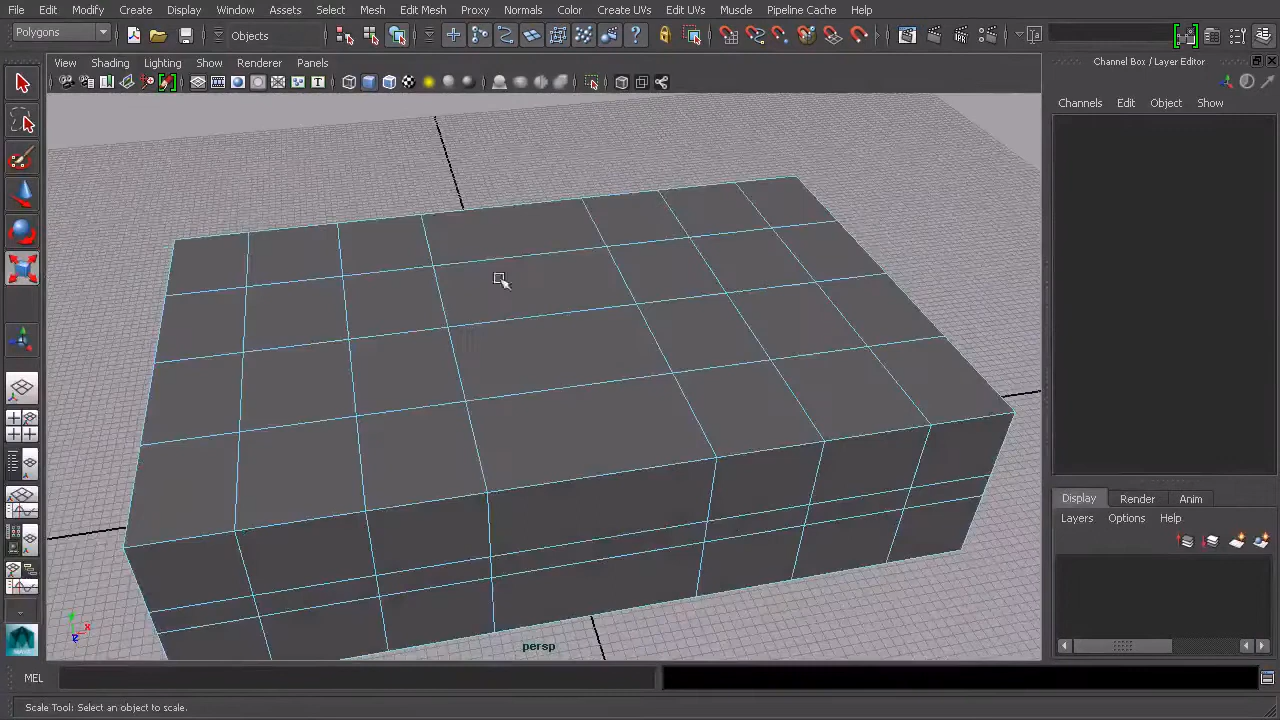 File Edit Modify Create Display Window Assets Select Mesh Edit Mesh Proxy Normals Color Create UVs Edit UVs Muscle Pipeline Cache Help
Polygons Objects
View Shading Lighting Show Renderer Panels
Channel Box / Layer Editor
Channels Edit Object Show
Display Render Anim
Layers Options Help
persp
MEL
Scale Tool: Select an object to scale.